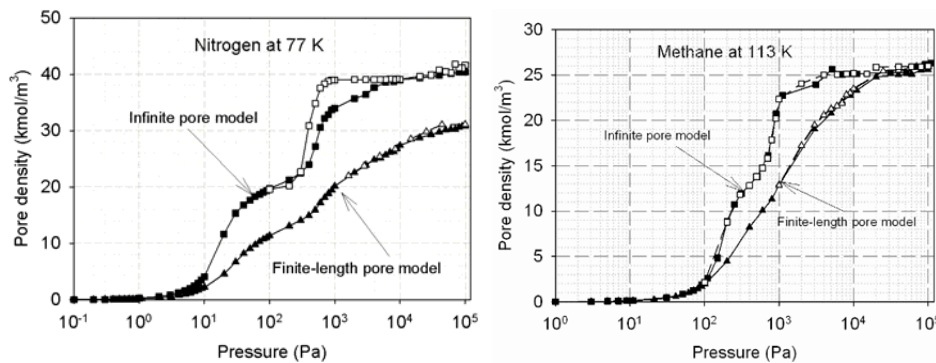 Nitrogen at 77 K
Pore density (kmol/m³)
50
40
30
20
10
0
Infinite pore model
Finite-length pore model
10⁻¹ 10⁰ 10¹ 10² 10³ 10⁴ 10⁵
Pressure (Pa)
Methane at 113 K
Pore density (kmol/m³)
30
25
20
15
10
5
0
Infinite pore model
Finite-length pore model
10⁰ 10¹ 10² 10³ 10⁴ 10⁵
Pressure (Pa)